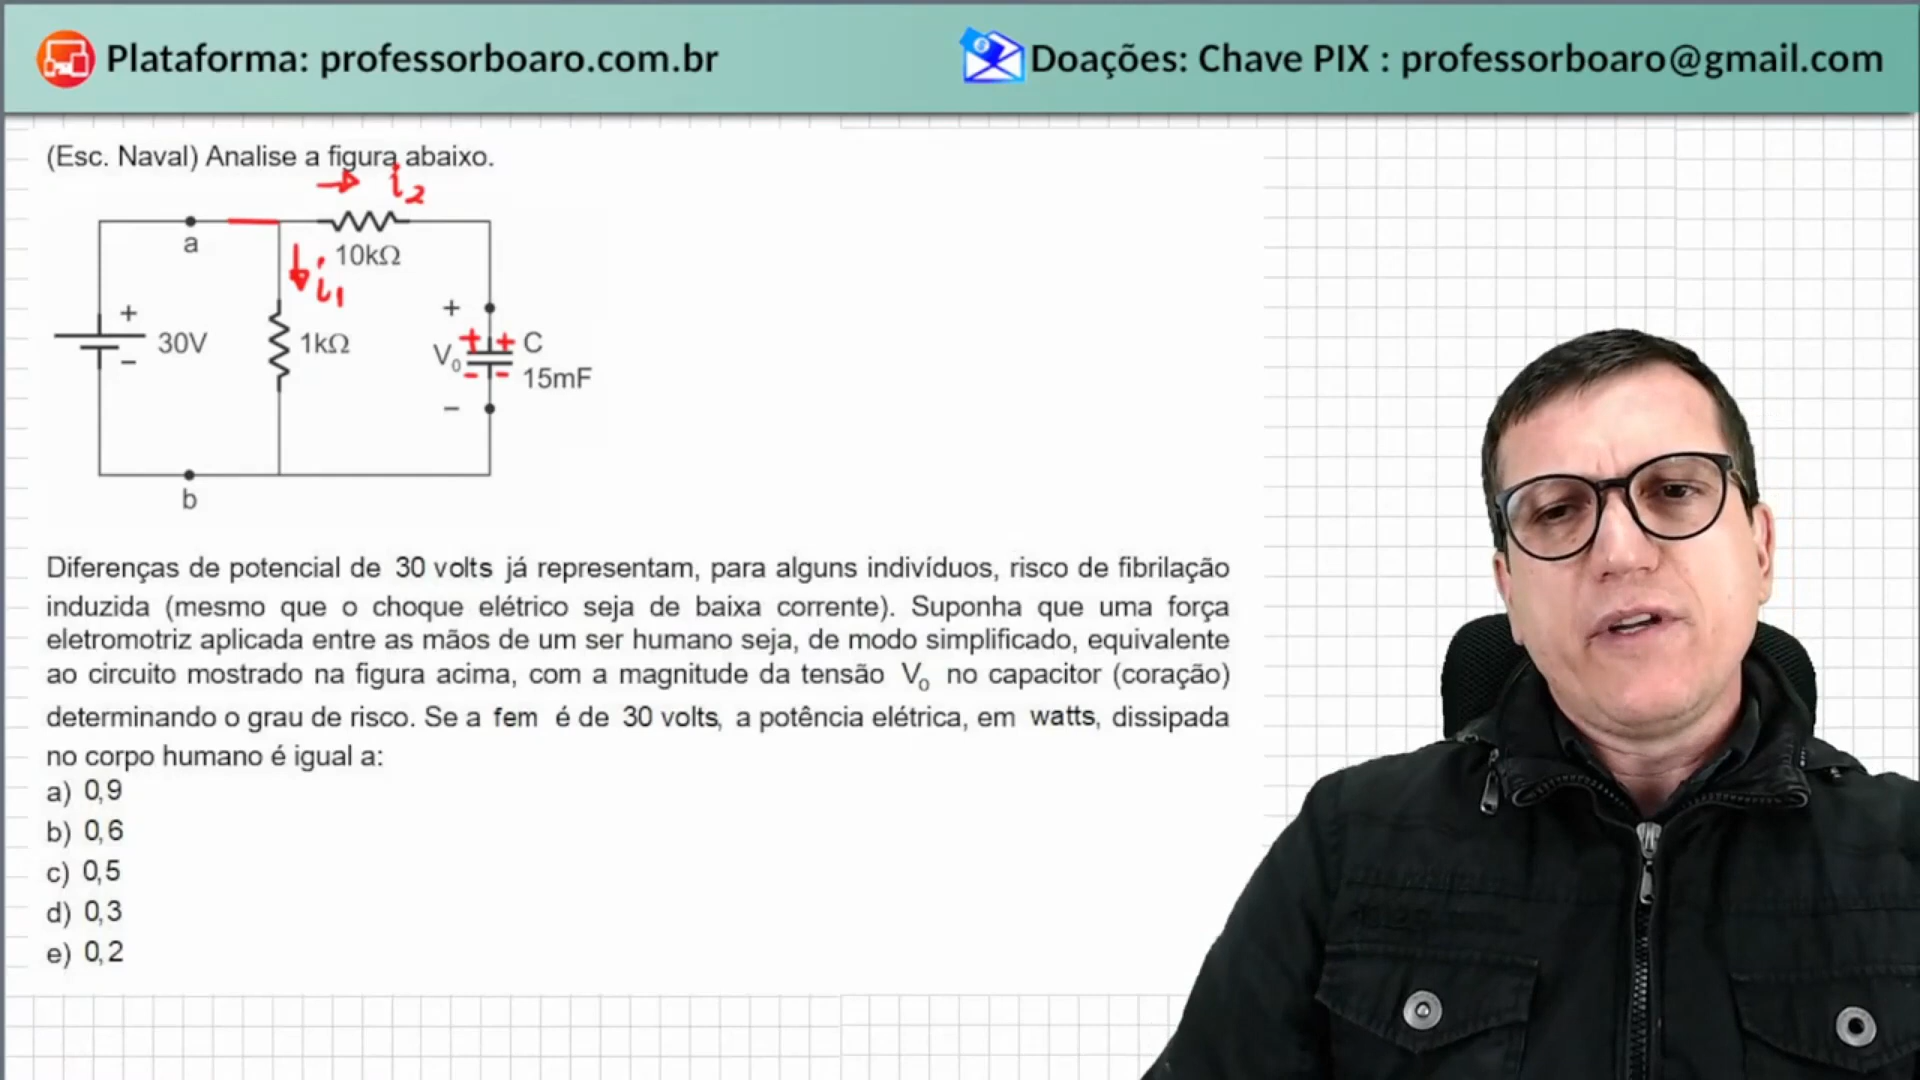 Plataforma: professorboaro.com.br
Doações: Chave PIX : professorboaro@gmail.com
(Esc. Naval) Analise a figura abaixo.
i2
a
10kΩ
i1
+
30V
−
1kΩ
+
+ +
V0
- -
C
15mF
−
b
Diferenças de potencial de 30 volts já representam, para alguns indivíduos, risco de fibrilação
induzida (mesmo que o choque elétrico seja de baixa corrente). Suponha que uma força
eletromotriz aplicada entre as mãos de um ser humano seja, de modo simplificado, equivalente
ao circuito mostrado na figura acima, com a magnitude da tensão V0 no capacitor (coração)
determinando o grau de risco. Se a fem é de 30 volts, a potência elétrica, em watts, dissipada
no corpo humano é igual a:
a) 0,9
b) 0,6
c) 0,5
d) 0,3
e) 0,2